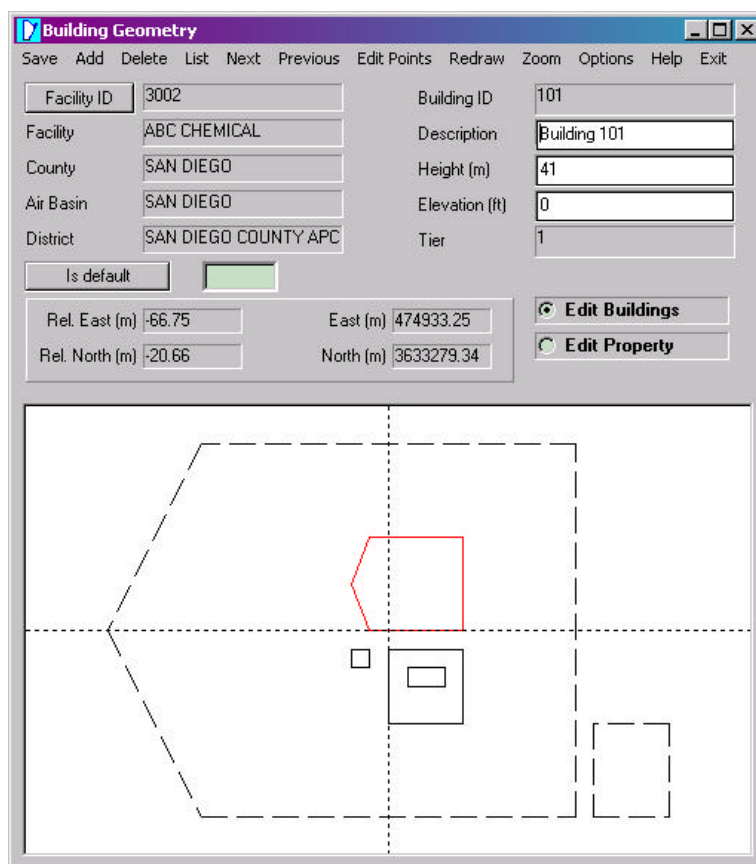 Building Geometry
Save Add Delete List Next Previous Edit Points Redraw Zoom Options Help Exit
Facility ID 3002 Building ID 101
Facility ABC CHEMICAL Description Building 101
County SAN DIEGO Height (m) 41
Air Basin SAN DIEGO Elevation (ft) 0
District SAN DIEGO COUNTY APC Tier 1
Is default
Rel. East (m) -66.75 East (m) 474933.25 Edit Buildings
Rel. North (m) -20.66 North (m) 3633279.34 Edit Property